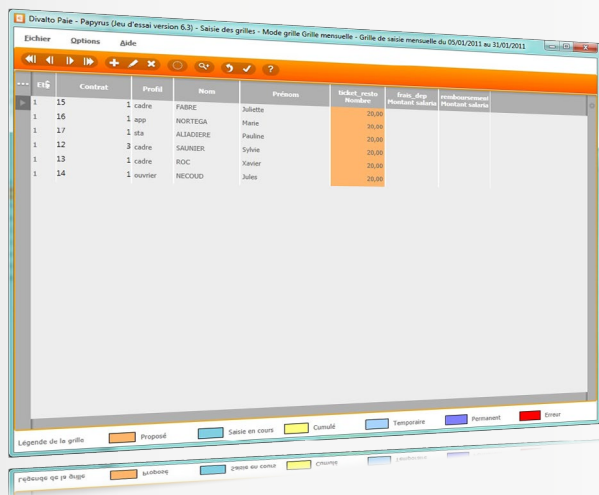 Divalto Paie - Papyrus (Jeu d'essai version 6.3) - Saisie des grilles - Mode grille Grille mensuelle - Grille de saisie mensuelle du 05/01/2011 au 31/01/2011
Fichier Options Aide
Contrat Profil Nom Prénom ticket_resto Nombre frais_dep Montant salaria remboursement Montant salaria
1 15 1 cadre FABRE Juliette 20,00
1 16 1 app NORTEGA Marie 20,00
1 17 1 sta ALIADIERE Pauline 20,00
1 12 3 cadre SAUNIER Sylvie 20,00
1 13 1 cadre ROC Xavier 20,00
1 14 1 ouvrier NECOUD Jules 20,00
Légende de la grille Proposé Saisie en cours Cumulé Temporaire Permanent Erreur